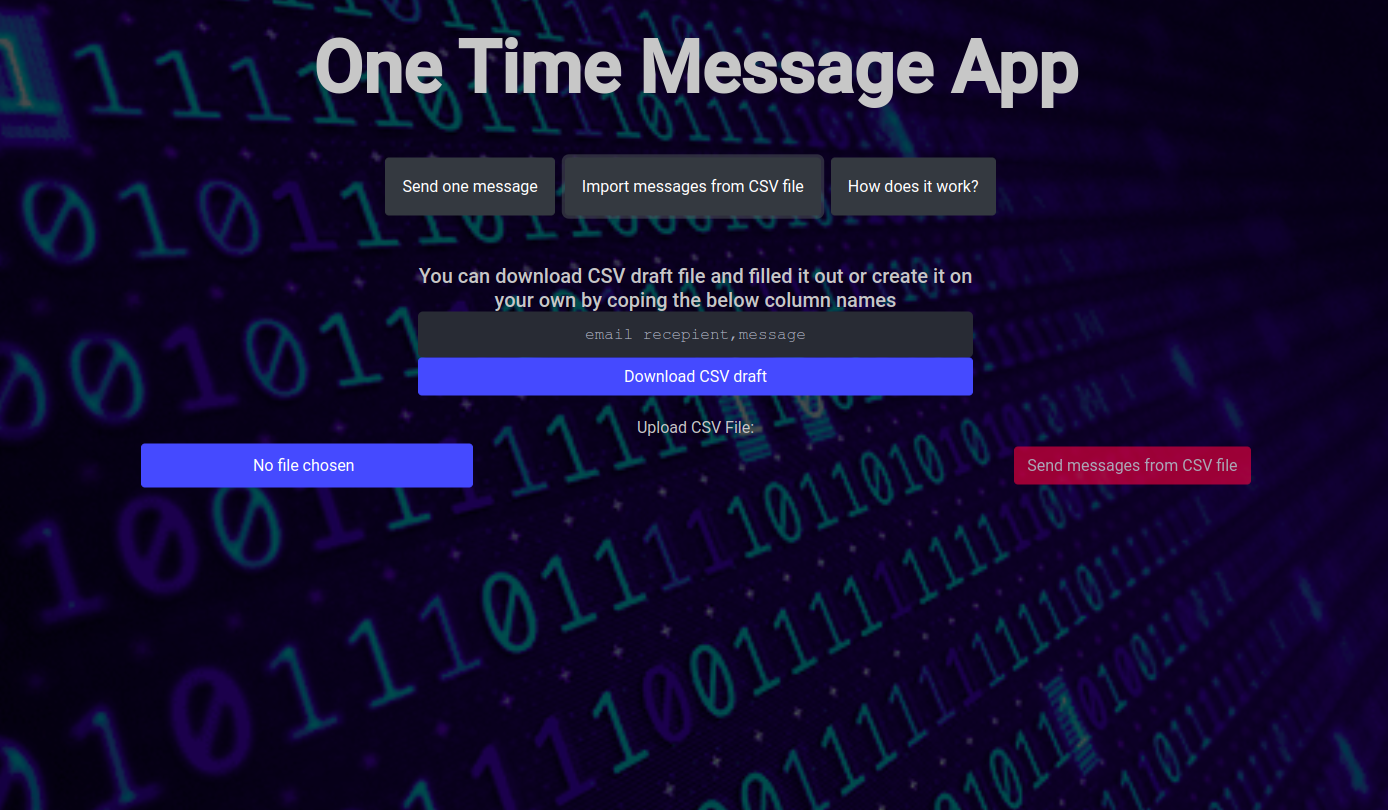 One Time Message App
Send one message
Import messages from CSV file
How does it work?
You can download CSV draft file and filled it out or create it on
your own by coping the below column names
email recepient,message
Download CSV draft
Upload CSV File:
No file chosen
Send messages from CSV file